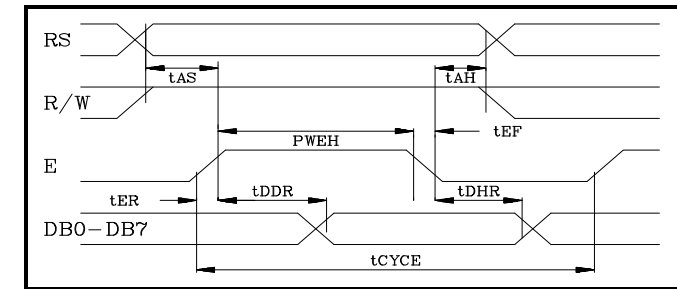 RS
tAS
tAH
R/W
tEF
PWEH
E
tER
tDDR
tDHR
DB0-DB7
tCYCE